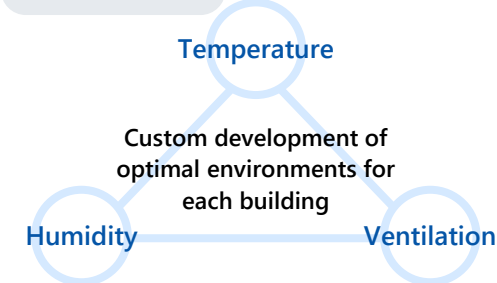 Temperature
Custom development of
optimal environments for
each building
Humidity
Ventilation